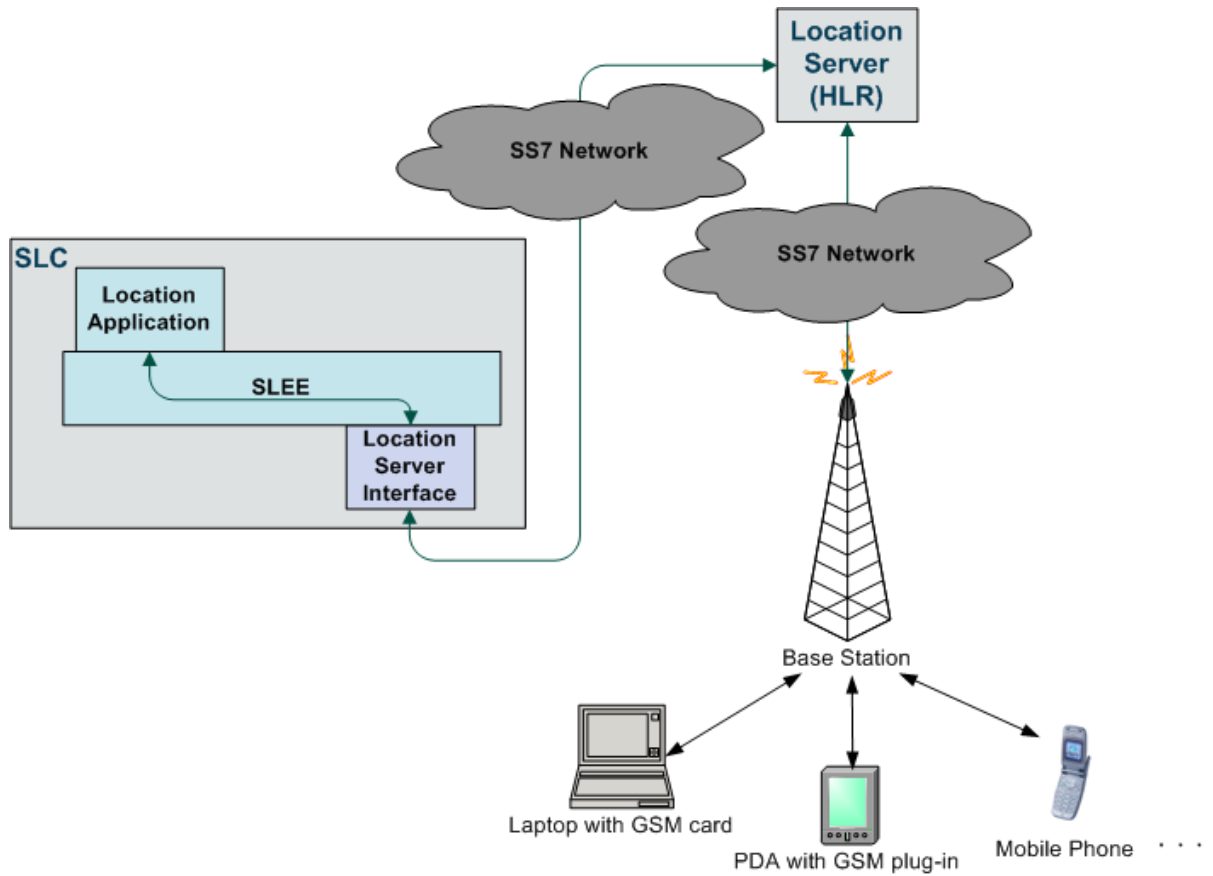 Location
Server
(HLR)
SS7 Network
SS7 Network
SLC
Location
Application
SLEE
Location
Server
Interface
Base Station
Laptop with GSM card
PDA with GSM plug-in
Mobile Phone . . .